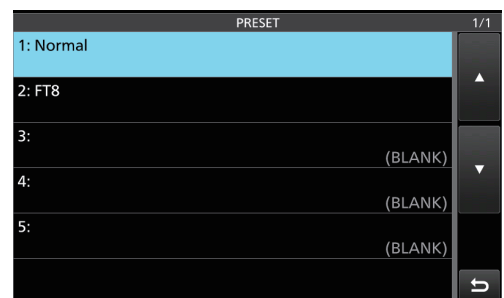 PRESET 1/1
1: Normal
2: FT8
3:
(BLANK)
4:
(BLANK)
5:
(BLANK)